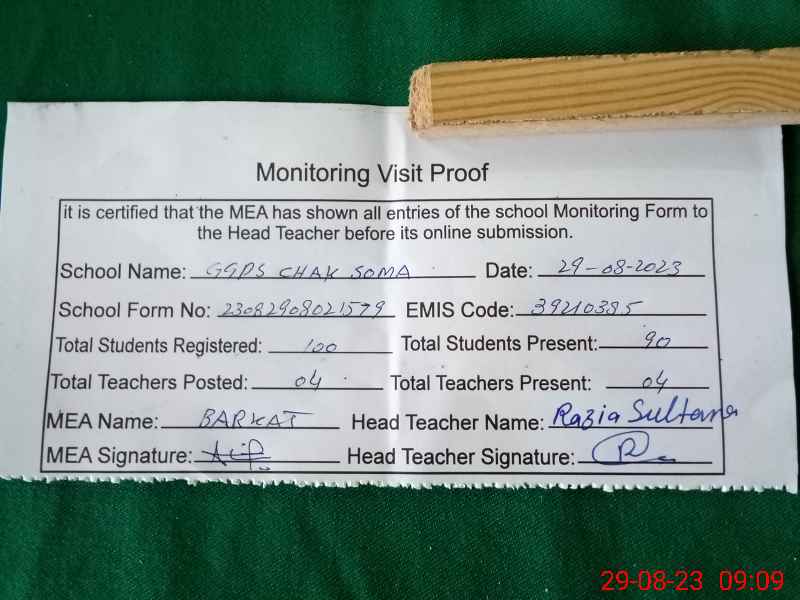 Monitoring Visit Proof
it is certified that the MEA has shown all entries of the school Monitoring Form to
the Head Teacher before its online submission.
School Name: GGPS CHAK SOMA Date: 29-08-2023
School Form No: 23082908021579 EMIS Code: 39210385
Total Students Registered: 100 Total Students Present: 90
Total Teachers Posted: 04 Total Teachers Present: 04
MEA Name: BARKAT Head Teacher Name: Razia Sultana
MEA Signature: Head Teacher Signature:
29-08-23 09:09